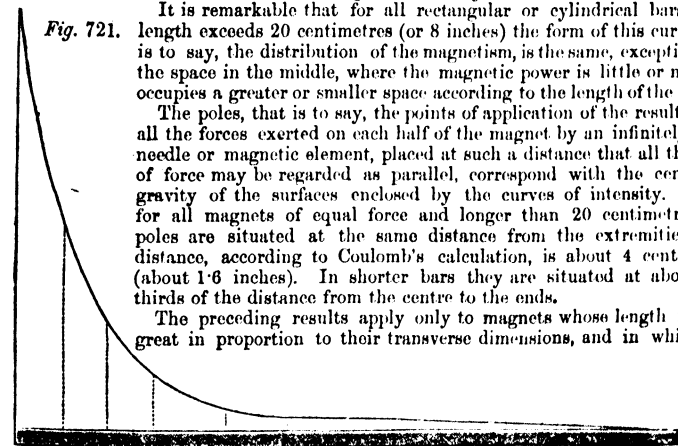 It is remarkable that for all rectangular or cylindrical bars
Fig. 721. length exceeds 20 centimetres (or 8 inches) the form of this cur
is to say, the distribution of the magnetism, is the same, excepti
the space in the middle, where the magnetic power is little or n
occupies a greater or smaller space according to the length of the
The poles, that is to say, the points of application of the result
all the forces exerted on each half of the magnet by an infinitel
needle or magnetic element, placed at such a distance that all th
of force may be regarded as parallel, correspond with the cen
gravity of the surfaces enclosed by the curves of intensity.
for all magnets of equal force and longer than 20 centimetr
poles are situated at the same distance from the extremitie
distance, according to Coulomb's calculation, is about 4 cent
(about 1·6 inches). In shorter bars they are situated at abo
thirds of the distance from the centre to the ends.
The preceding results apply only to magnets whose length
great in proportion to their transverse dimensions, and in whi